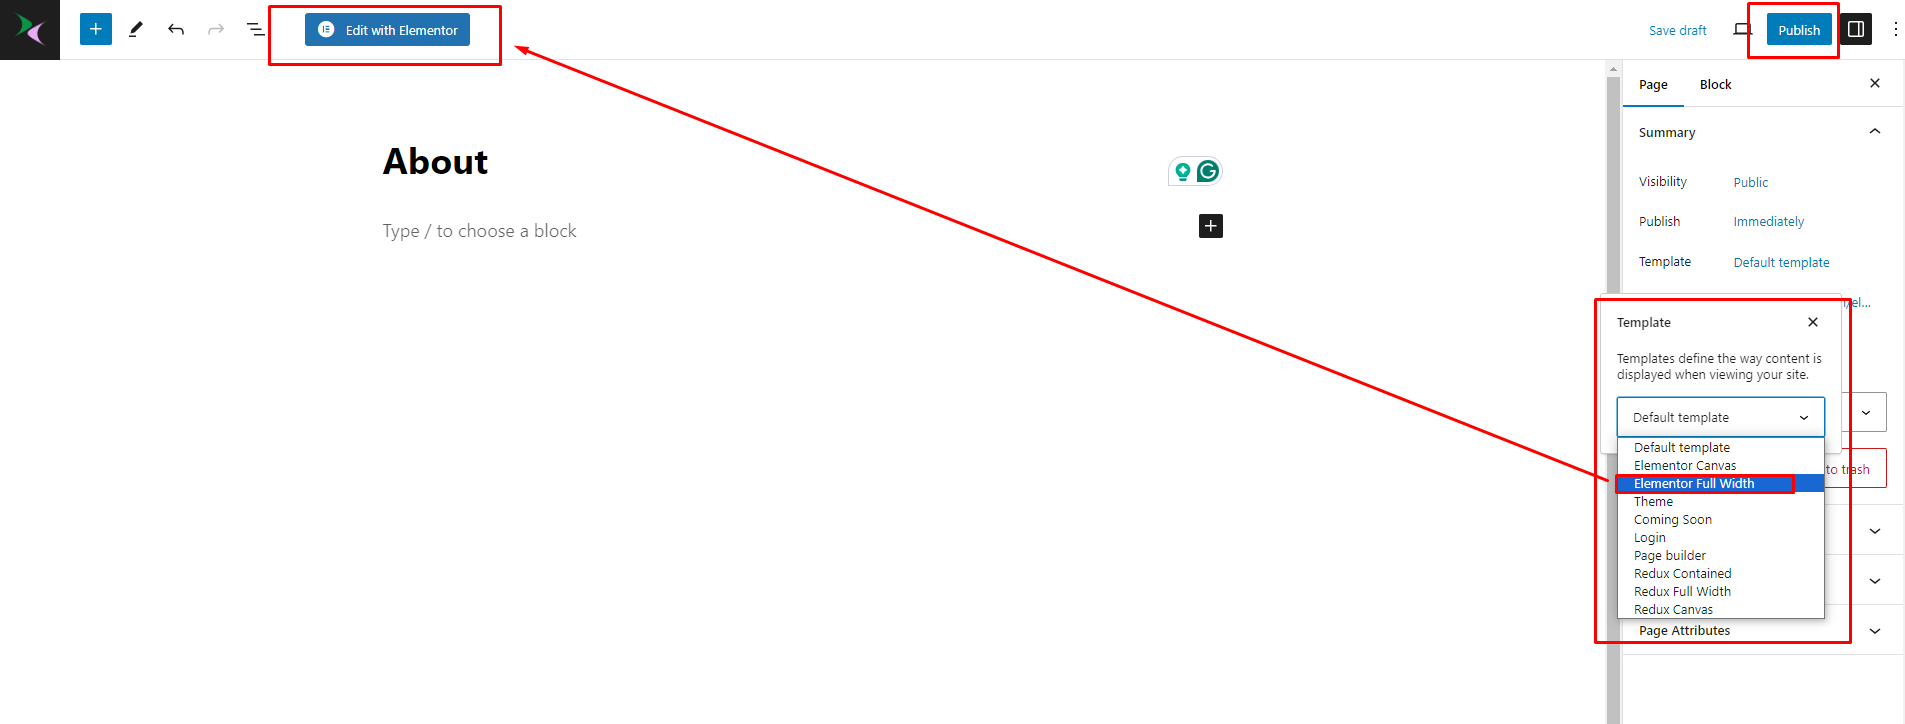 Edit with Elementor
Save draft
Publish
Page
Block
About
Type / to choose a block
Summary
Visibility
Public
Publish
Immediately
Template
Default template
/el...
Template
Templates define the way content is
displayed when viewing your site.
Default template
Default template
Elementor Canvas
to trash
Elementor Full Width
Theme
Coming Soon
Login
Page builder
Redux Contained
Redux Full Width
Redux Canvas
Page Attributes